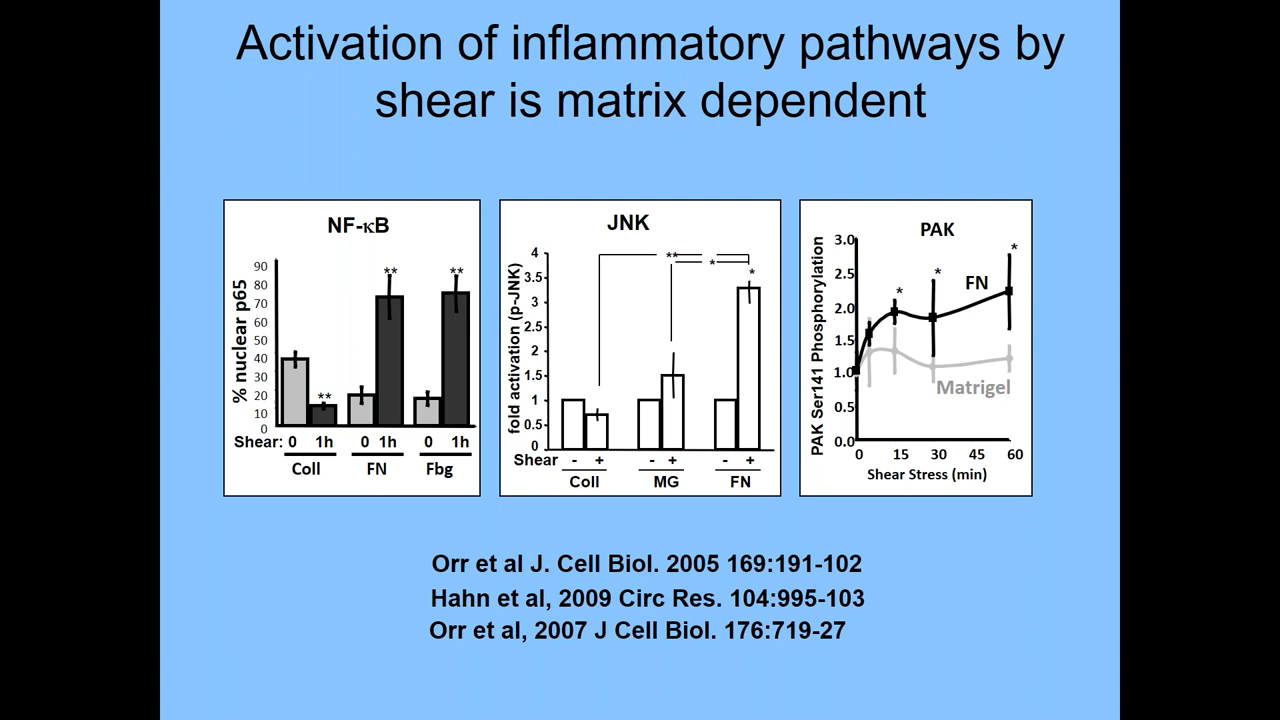 Activation of inflammatory pathways by
shear is matrix dependent
NF-κB
% nuclear p65
90
80
70
60
50
40
30
20
10
0
**
**
**
Shear: 0 1h 0 1h 0 1h
Coll FN Fbg
JNK
fold activation (p-JNK)
4
3.5
3
2.5
2
1.5
1
0.5
0
**
*
*
Shear - + - + - +
Coll MG FN
PAK
PAK Ser141 Phosphorylation
3.0
2.5
2.0
1.5
1.0
0.5
0.0
*
*
*
FN
Matrigel
0 15 30 45 60
Shear Stress (min)
Orr et al J. Cell Biol. 2005 169:191-102
Hahn et al, 2009 Circ Res. 104:995-103
Orr et al, 2007 J Cell Biol. 176:719-27